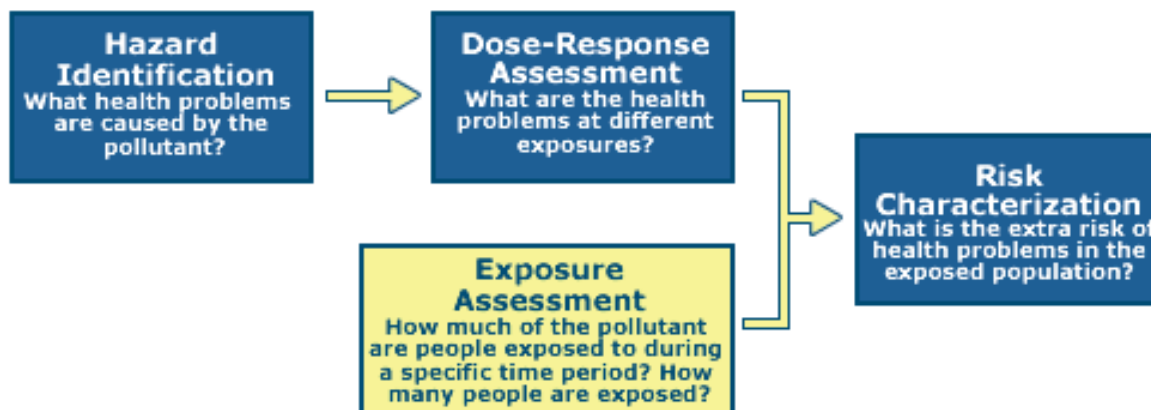 Hazard
Identification
What health problems
are caused by the
pollutant?
Dose-Response
Assessment
What are the health
problems at different
exposures?
Exposure
Assessment
How much of the pollutant
are people exposed to during
a specific time period? How
many people are exposed?
Risk
Characterization
What is the extra risk of
health problems in the
exposed population?